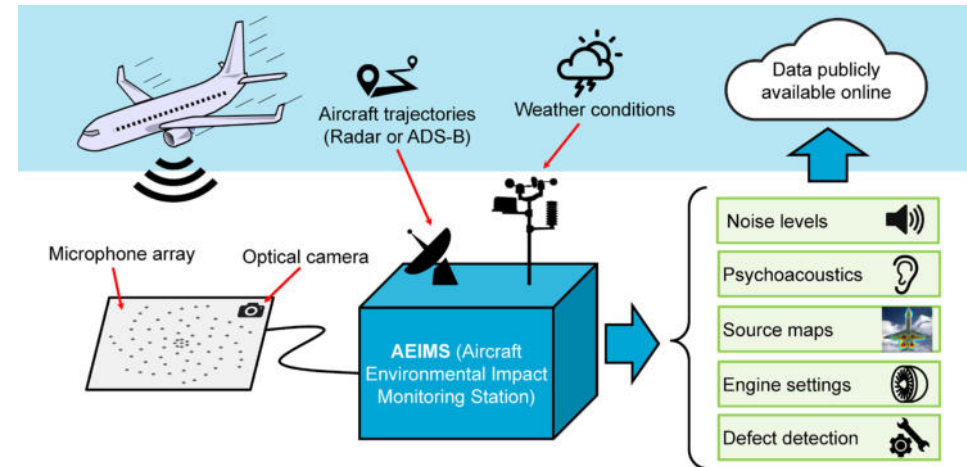 Aircraft trajectories
(Radar or ADS-B)
Weather conditions
Data publicly
available online
Microphone array
Optical camera
AEIMS (Aircraft
Environmental Impact
Monitoring Station)
Noise levels
Psychoacoustics
Source maps
Engine settings
Defect detection